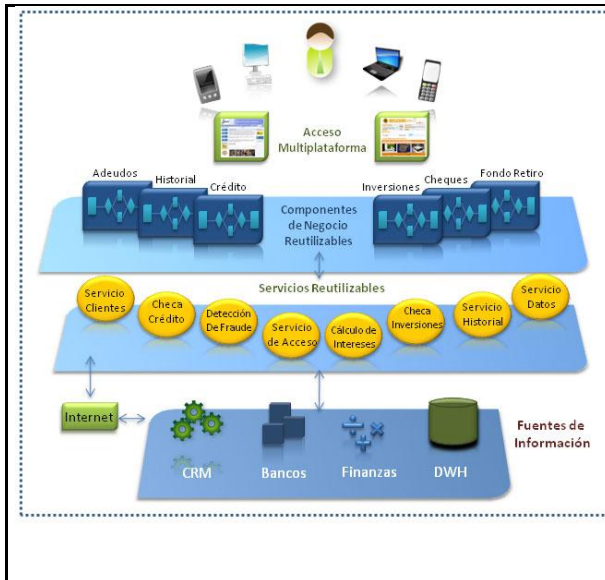 Acceso
Multiplataforma
Adeudos
Historial
Crédito
Inversiones
Cheques
Fondo Retiro
Componentes
de Negocio
Reutilizables
Servicios Reutilizables
Servicio
Clientes
Checa
Crédito
Detección
De Fraude
Servicio
de Acceso
Cálculo de
Intereses
Checa
Inversiones
Servicio
Historial
Servicio
Datos
Internet
CRM
Bancos
Finanzas
DWH
Fuentes de
Información